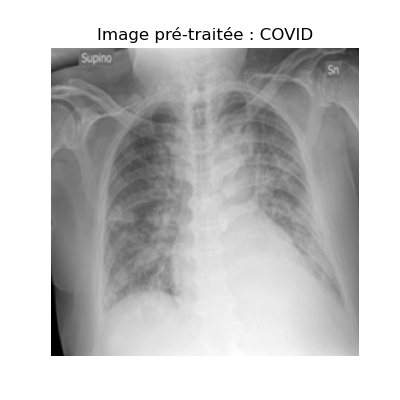 Image pré-traitée : COVID
Supino
Sn